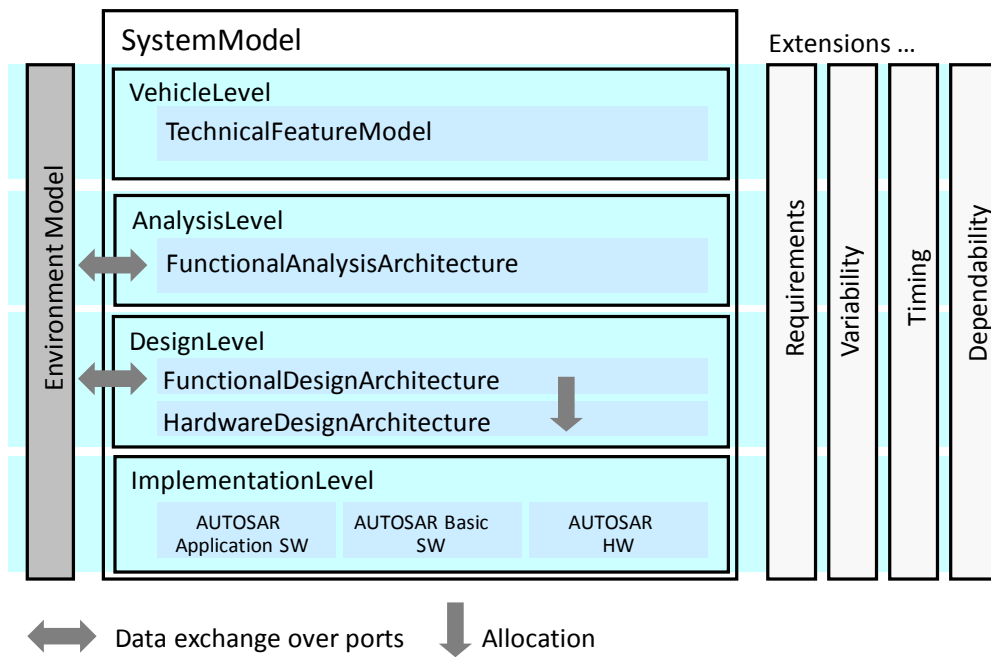 SystemModel
Extensions ...
VehicleLevel
TechnicalFeatureModel
Environment Model
AnalysisLevel
FunctionalAnalysisArchitecture
DesignLevel
FunctionalDesignArchitecture
HardwareDesignArchitecture
ImplementationLevel
AUTOSAR
Application SW
AUTOSAR Basic
SW
AUTOSAR
HW
Requirements
Variability
Timing
Dependability
Data exchange over ports
Allocation